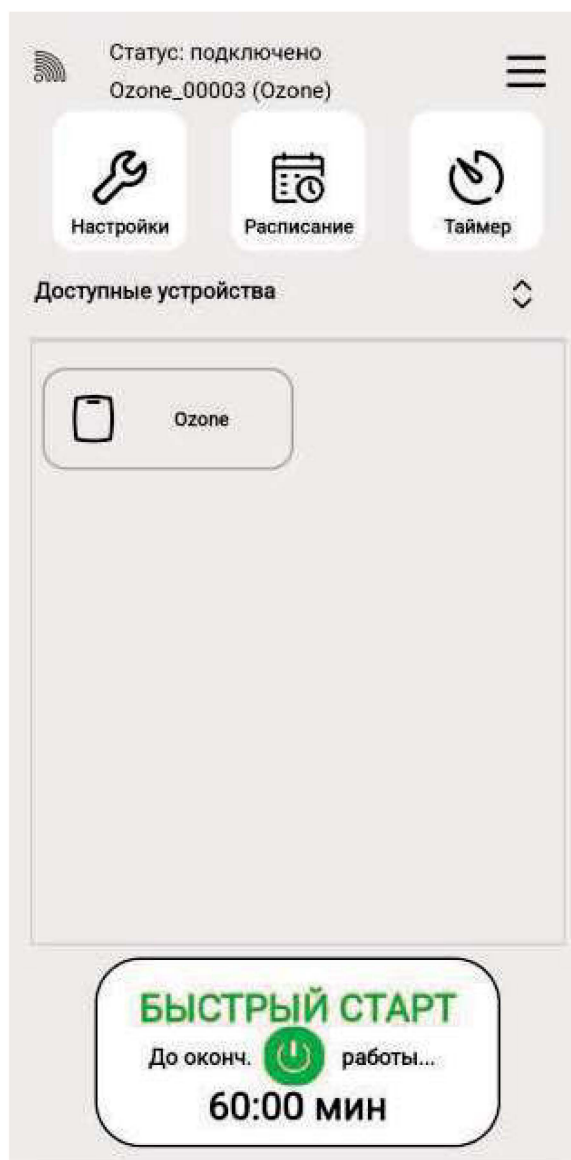 Статус: подключено
Ozone_00003 (Ozone)
Настройки Расписание Таймер
Доступные устройства
Ozone
БЫСТРЫЙ СТАРТ
До оконч. работы...
60:00 мин